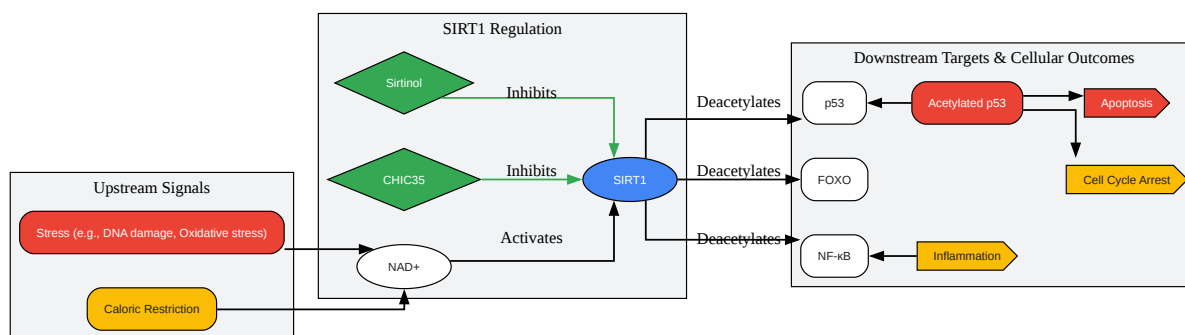 SIRT1 Regulation
Sirtinol
Inhibits
CHIC35
Inhibits
SIRT1
Activates
NAD+
Upstream Signals
Stress (e.g., DNA damage, Oxidative stress)
Caloric Restriction
Deacetylates
Deacetylates
Deacetylates
Downstream Targets & Cellular Outcomes
p53
Acetylated p53
Apoptosis
FOXO
Cell Cycle Arrest
NF-κB
Inflammation